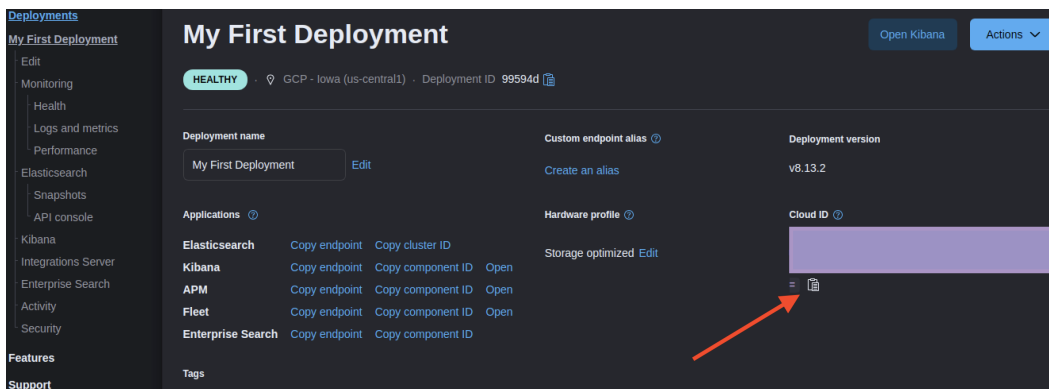 Deployments
My First Deployment
Edit
Monitoring
Health
Logs and metrics
Performance
Elasticsearch
Snapshots
API console
Kibana
Integrations Server
Enterprise Search
Activity
Security
Features
Support
My First Deployment
Open Kibana
Actions
HEALTHY · GCP - Iowa (us-central1) · Deployment ID 99594d
Deployment name
My First Deployment Edit
Custom endpoint alias
Create an alias
Deployment version
v8.13.2
Applications
Elasticsearch Copy endpoint Copy cluster ID
Kibana Copy endpoint Copy component ID Open
APM Copy endpoint Copy component ID Open
Fleet Copy endpoint Copy component ID Open
Enterprise Search Copy endpoint Copy component ID
Hardware profile
Storage optimized Edit
Cloud ID
=
Tags